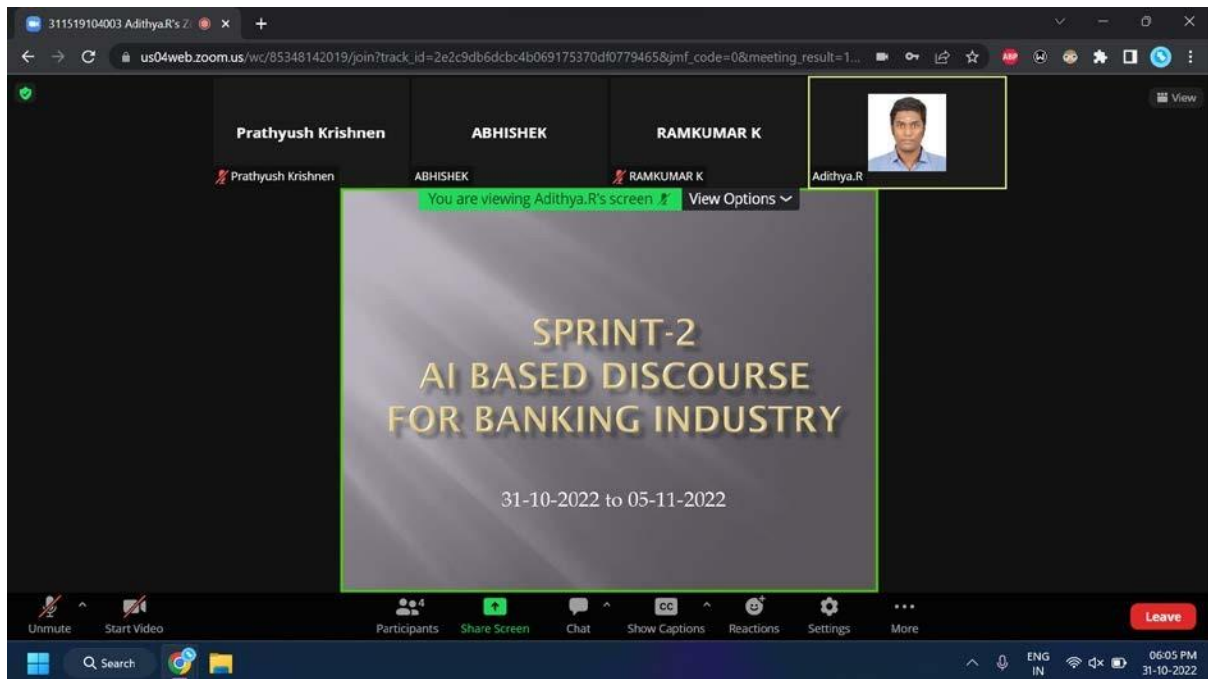 311519104003 Adithya.R's Z
us04web.zoom.us/wc/85348142019/join?track_id=2e2c9db6dcbc4b069175370df0779465&jmf_code=0&meeting_result=1...
ABP
View
Prathyush Krishnen
ABHISHEK
RAMKUMAR K
Prathyush Krishnen
ABHISHEK
RAMKUMAR K
Adithya.R
You are viewing Adithya.R's screen
View Options
SPRINT-2
AI BASED DISCOURSE
FOR BANKING INDUSTRY
31-10-2022 to 05-11-2022
4
CC
Unmute
Start Video
Participants
Share Screen
Chat
Show Captions
Reactions
Settings
More
Leave
Search
ENG
IN
06:05 PM
31-10-2022